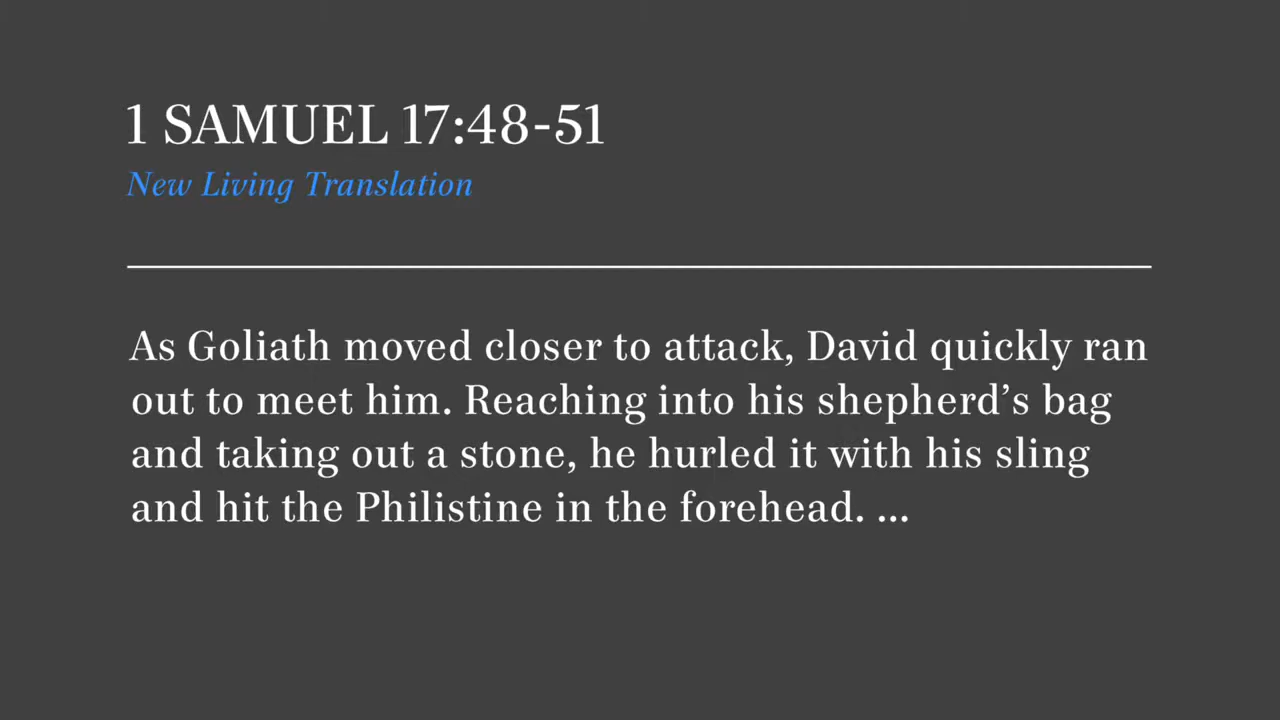 1 SAMUEL 17:48-51
New Living Translation
As Goliath moved closer to attack, David quickly ran
out to meet him. Reaching into his shepherd’s bag
and taking out a stone, he hurled it with his sling
and hit the Philistine in the forehead. ...